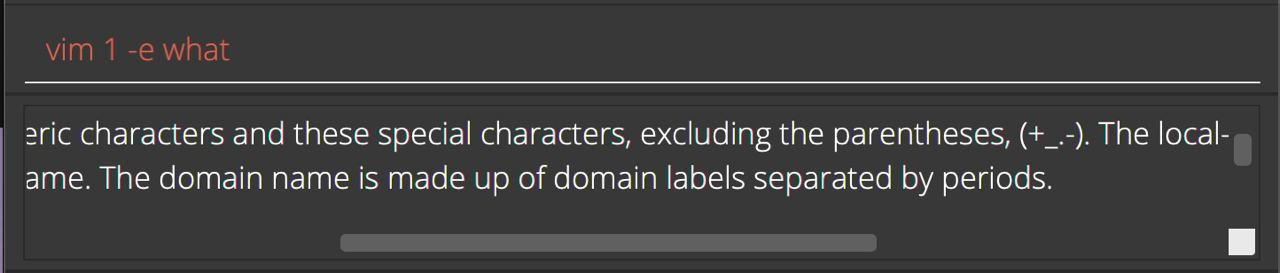 vim 1 -e what
eric characters and these special characters, excluding the parentheses, (+_.-). The local-
ame. The domain name is made up of domain labels separated by periods.